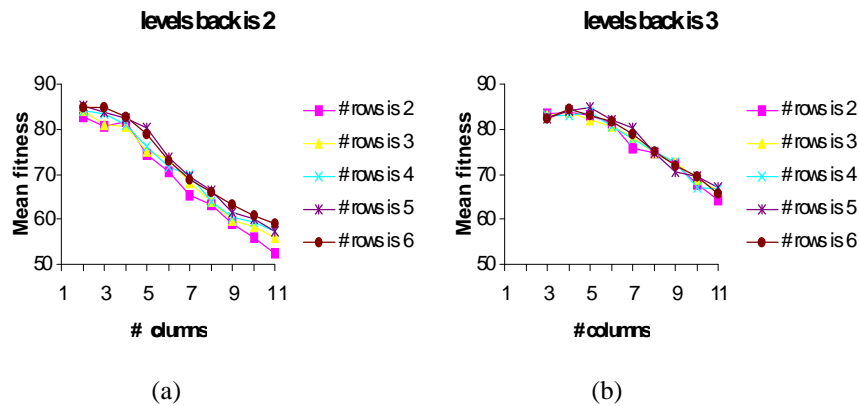 levels back is 2
90
80
70
60
50
Mean fitness
1 3 5 7 9 11
# olumns
# rows is 2
# rows is 3
# rows is 4
# rows is 5
# rows is 6
(a)
levels back is 3
90
80
70
60
50
Mean fitness
1 3 5 7 9 11
# columns
# rows is 2
# rows is 3
# rows is 4
# rows is 5
# rows is 6
(b)